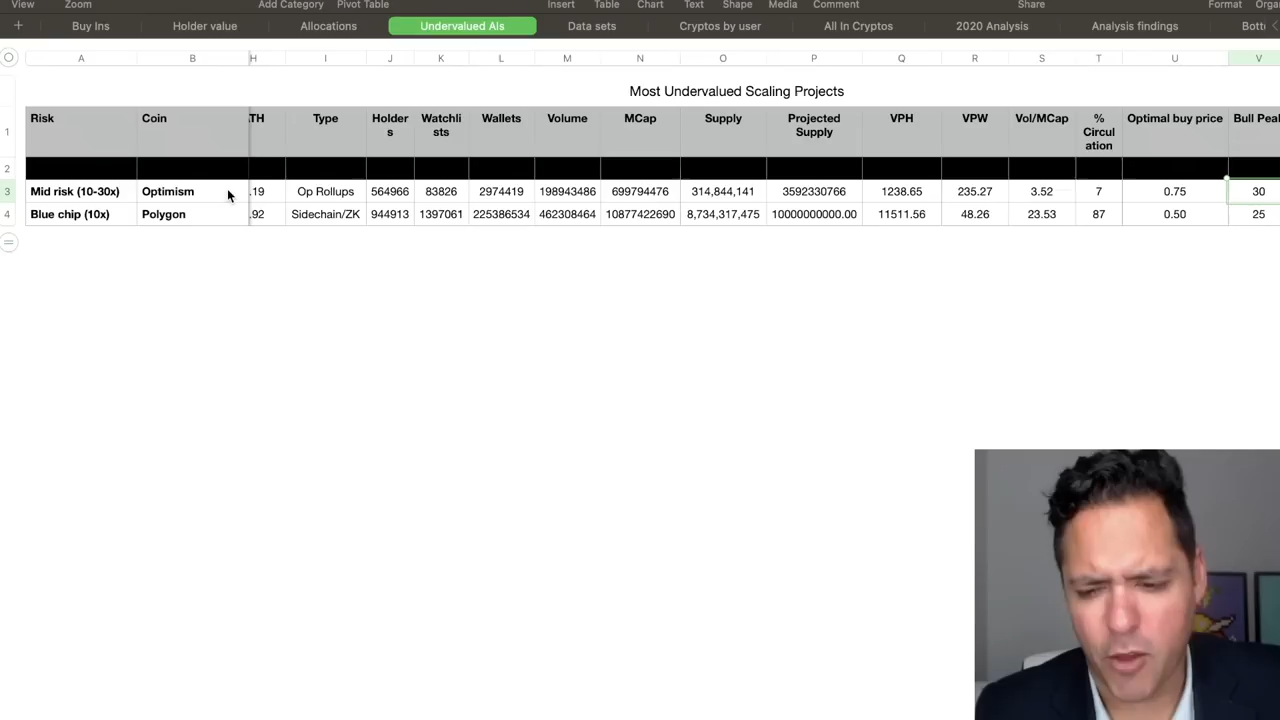 View Zoom Add Category Pivot Table Insert Table Chart Text Shape Media Comment Share Format
+ Buy Ins Holder value Allocations Undervalued AIs Data sets Cryptos by user All In Cryptos 2020 Analysis Analysis findings
A B H I J K L M N O P Q R S T U V
Most Undervalued Scaling Projects
1 Risk Coin Type Holders Watchlists Wallets Volume MCap Supply Projected Supply VPH VPW Vol/MCap % Circulation Optimal buy price Bull
2
3 Mid risk (10-30x) Optimism .19 Op Rollups 564966 83826 2974419 198943486 699794476 314,844,141 3592330766 1238.65 235.27 3.52 7 0.75 30
4 Blue chip (10x) Polygon .92 Sidechain/ZK 944913 1397061 225386534 462308464 10877422690 8,734,317,475 10000000000.00 11511.56 48.26 23.53 87 0.50 25